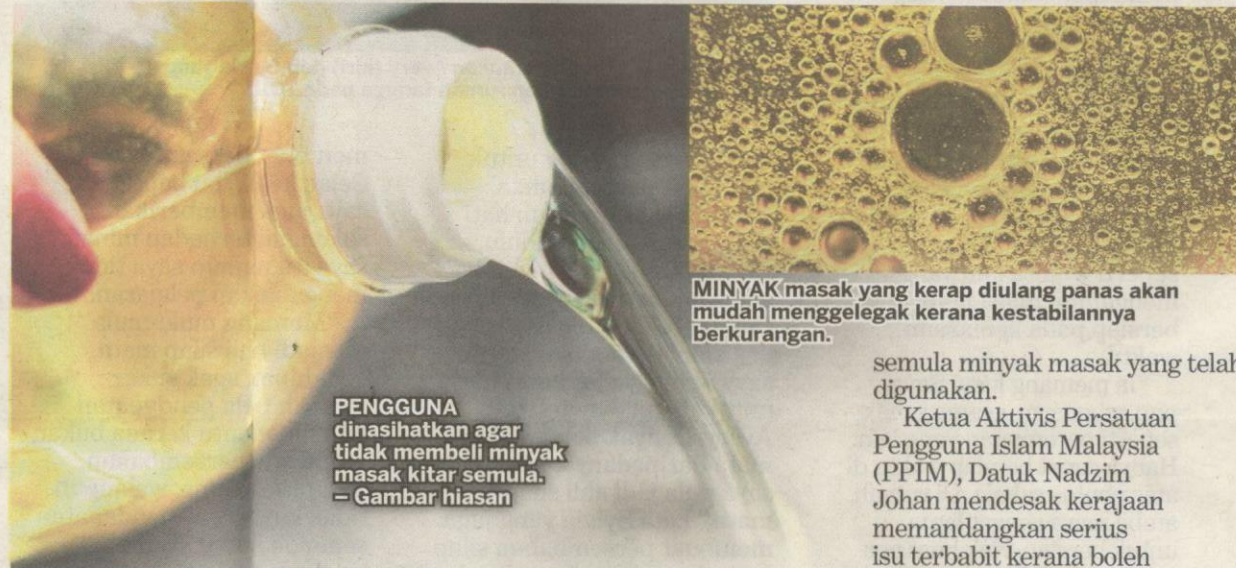 MINYAK masak yang kerap diulang panas akan
mudah menggelegak kerana kestabilannya
berkurangan.
PENGGUNA
dinasihatkan agar
tidak membeli minyak
masak kitar semula.
– Gambar hiasan
semula minyak masak yang telah
digunakan.
Ketua Aktivis Persatuan
Pengguna Islam Malaysia
(PPIM), Datuk Nadzim
Johan mendesak kerajaan
memandangkan serius
isu terbabit kerana boleh